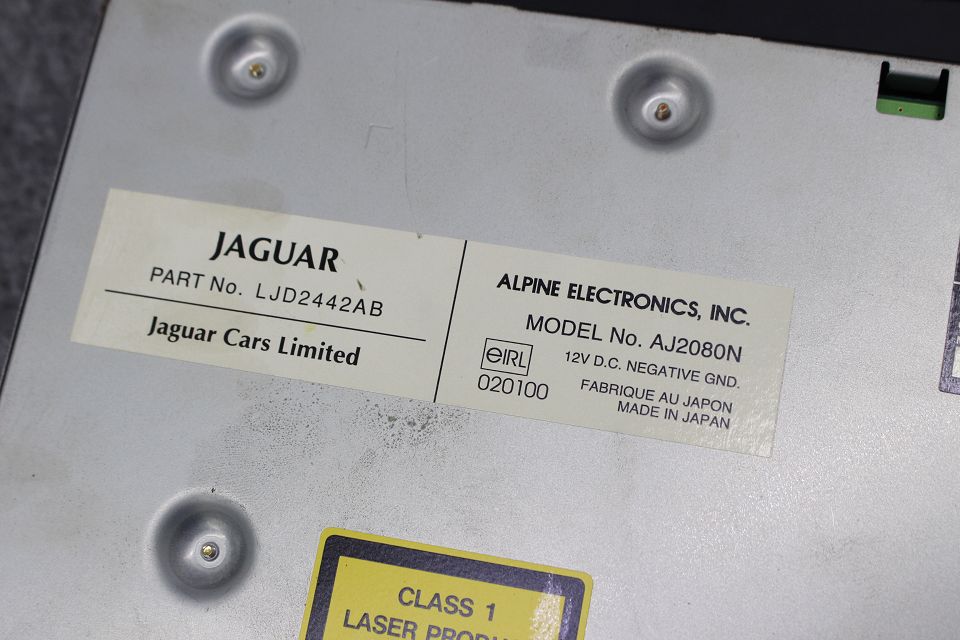 JAGUAR
PART No. LJD2442AB
Jaguar Cars Limited
ALPINE ELECTRONICS, INC.
MODEL No. AJ2080N
eIRL
12V D.C. NEGATIVE GND.
020100
FABRIQUE AU JAPON
MADE IN JAPAN
CLASS 1
LASER